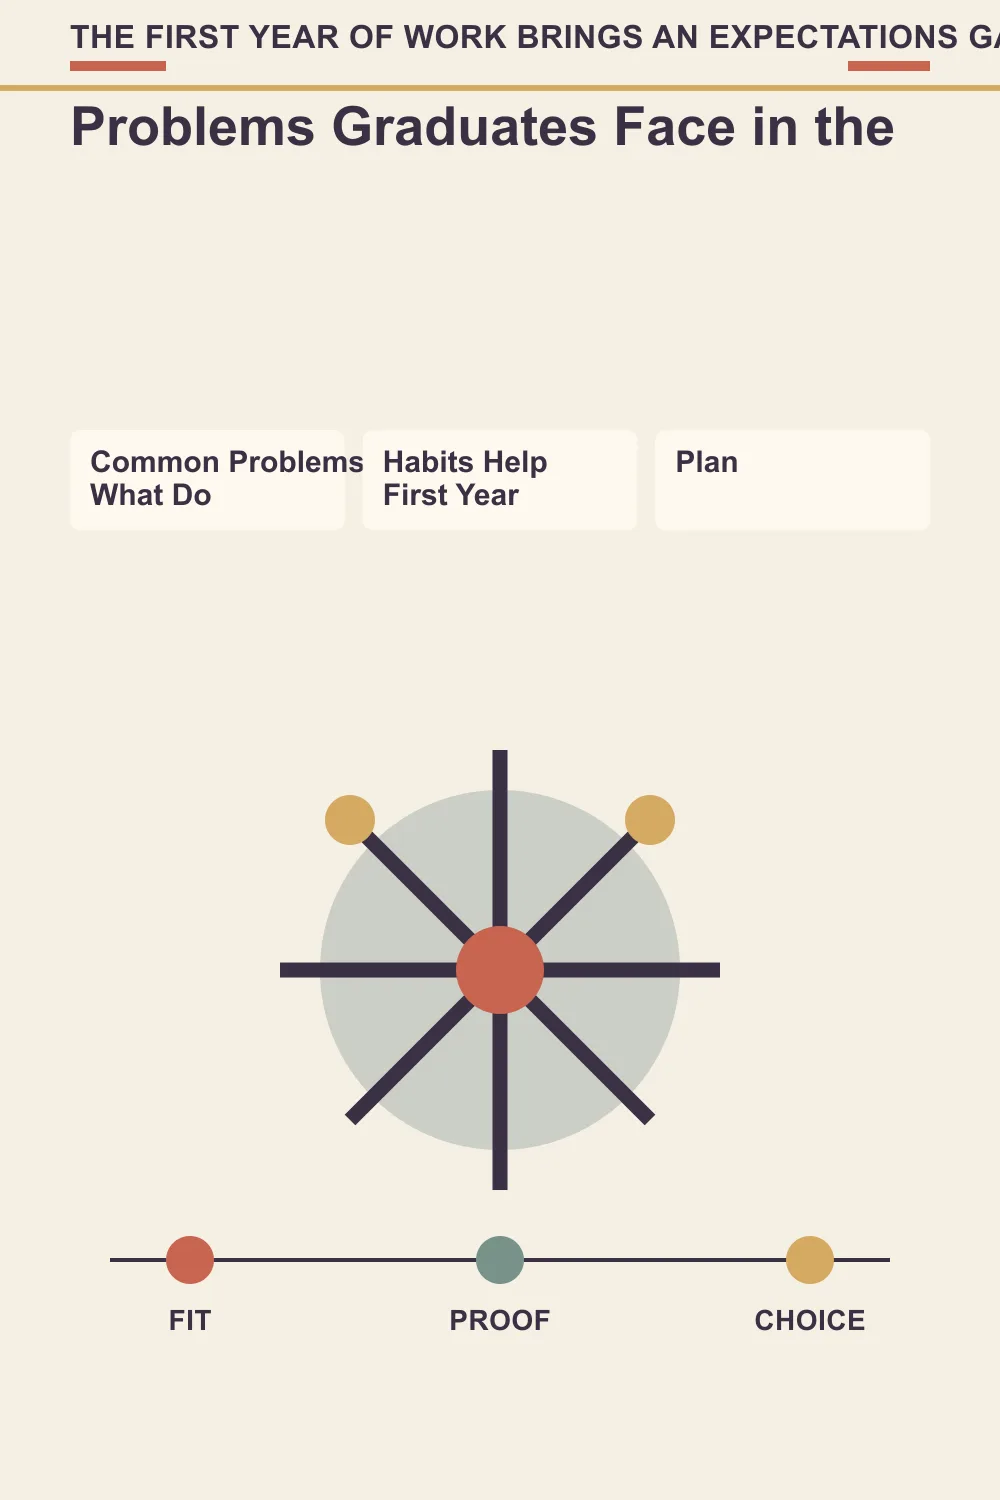 THE FIRST YEAR OF WORK BRINGS AN EXPECTATIONS GA
Problems Graduates Face in the
Common Problems
What Do
Habits Help
First Year
Plan
FIT
PROOF
CHOICE